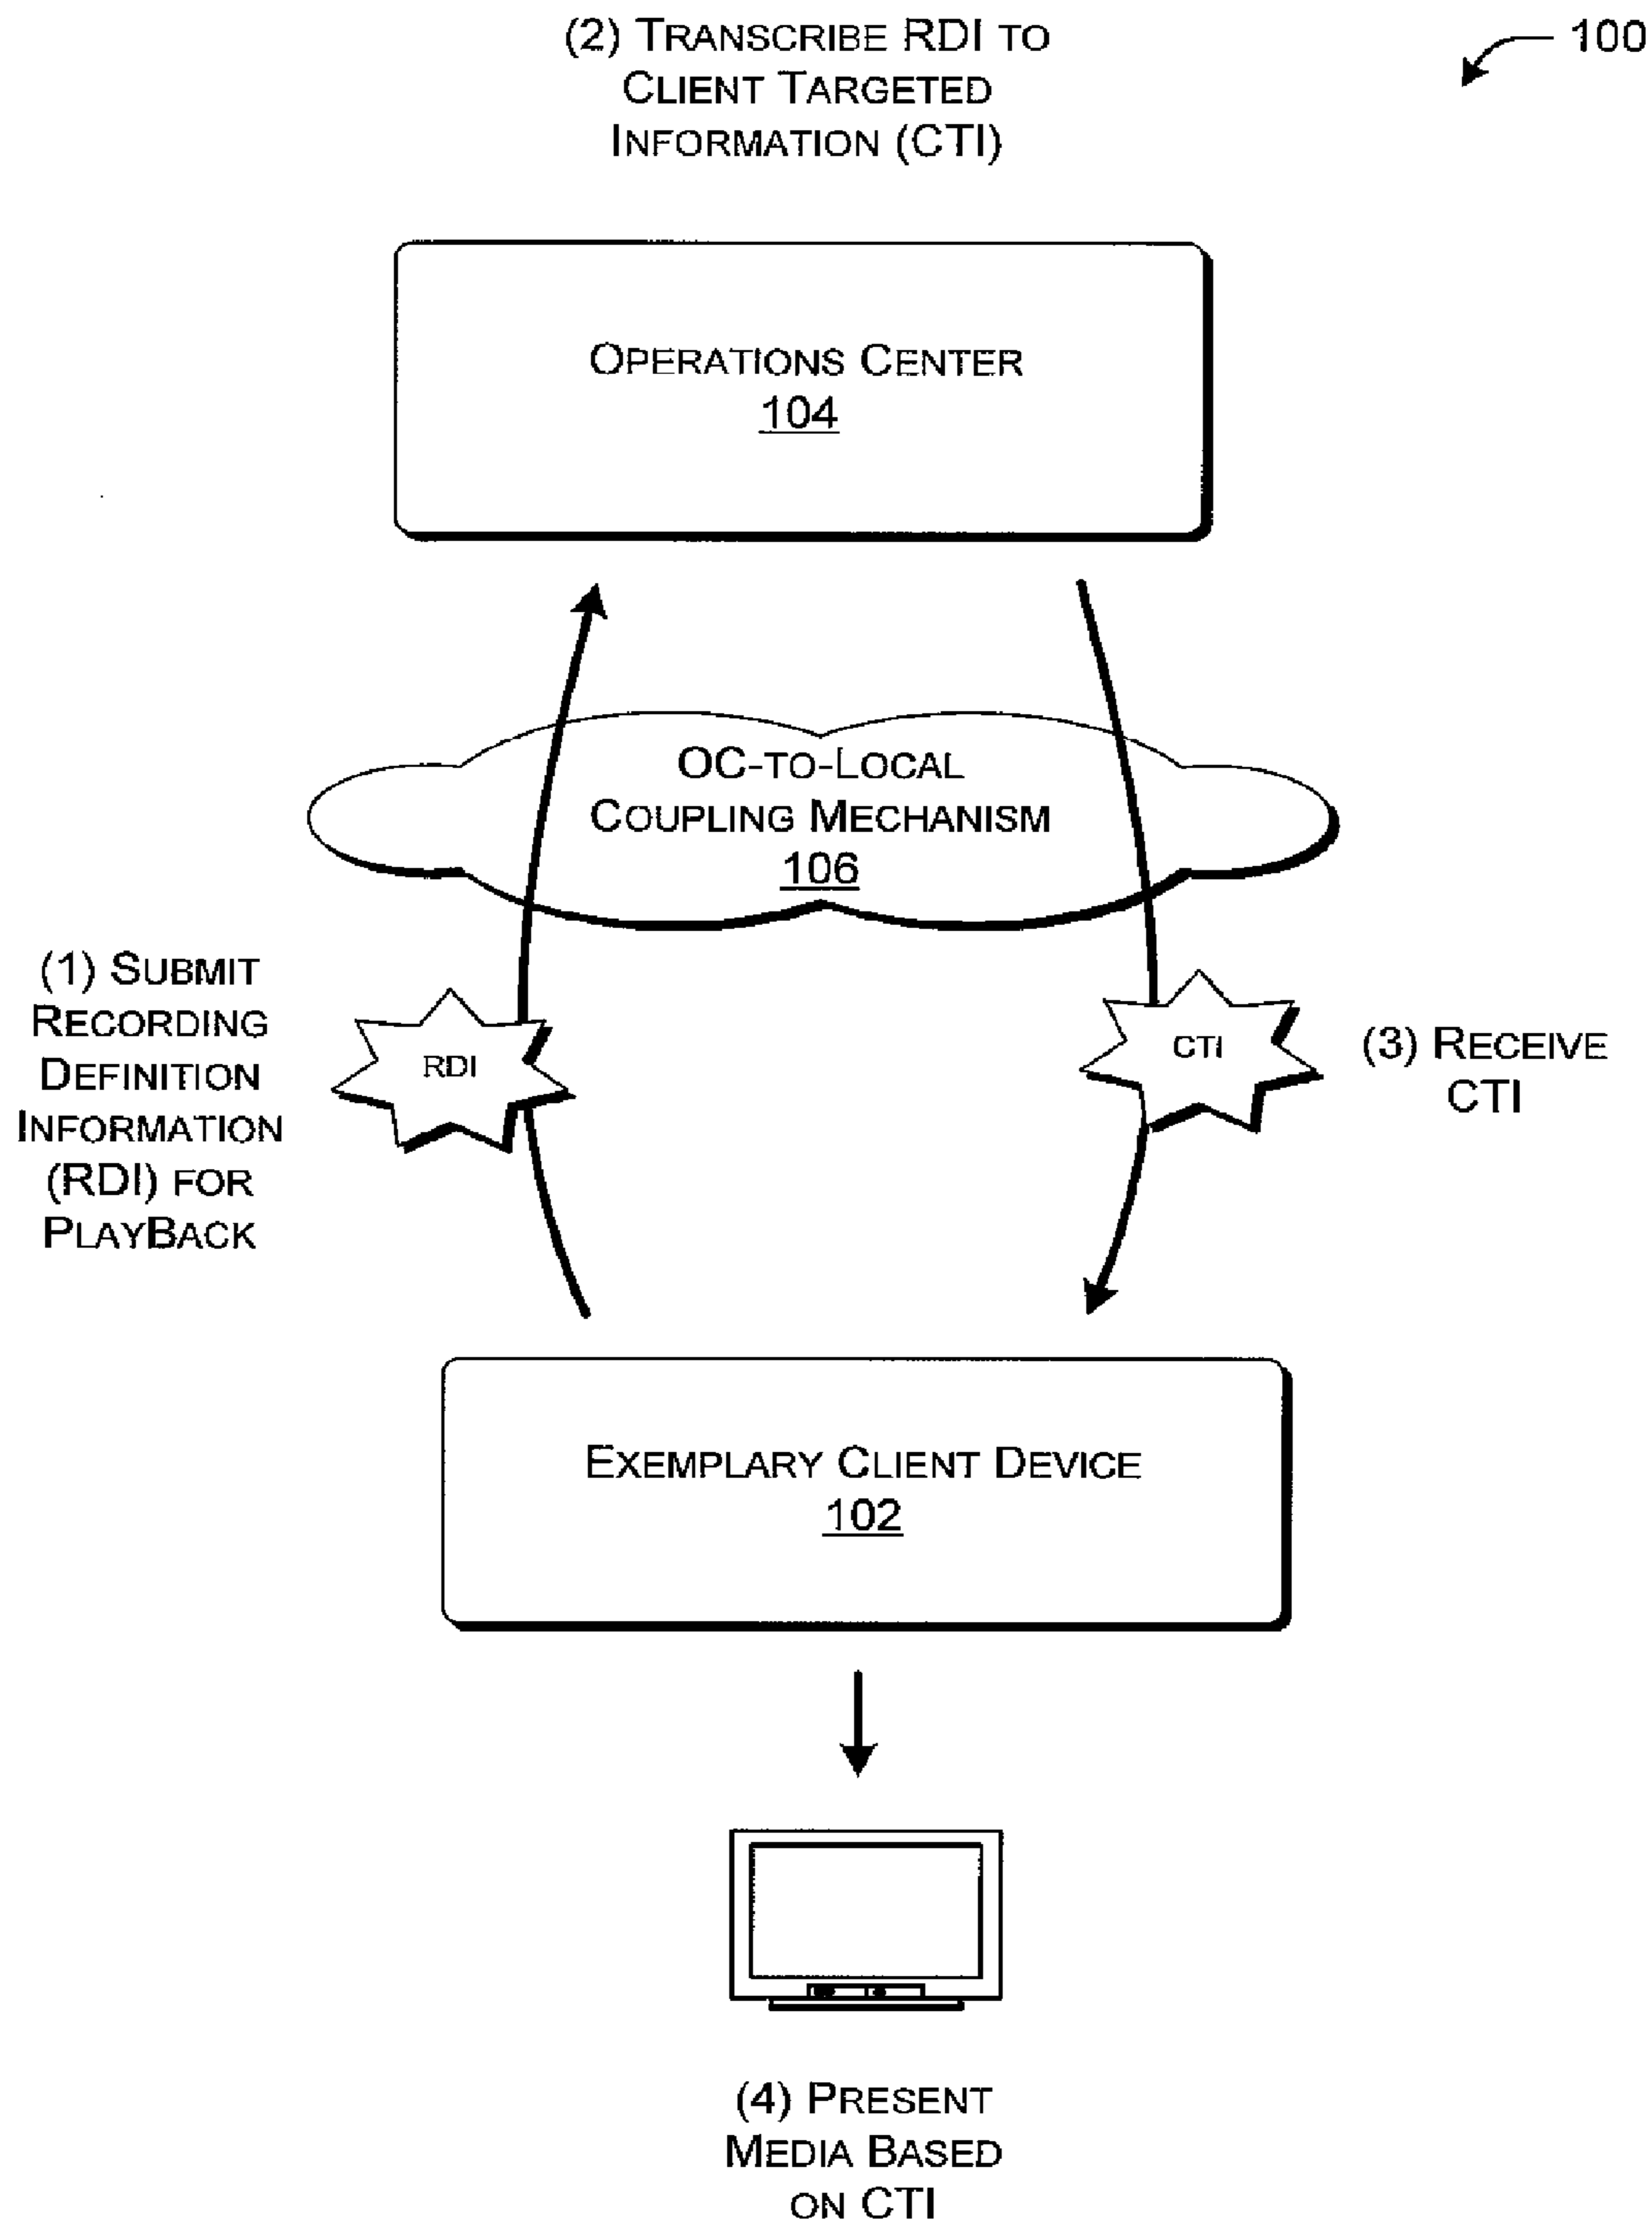 (2) TRANSCRIBE RDI TO
CLIENT TARGETED
INFORMATION (CTI)
100
OPERATIONS CENTER
104
OC-TO-LOCAL
COUPLING MECHANISM
106
(1) SUBMIT
RECORDING
DEFINITION
INFORMATION
(RDI) FOR
PLAYBACK
RDI
CTI
(3) RECEIVE
CTI
EXEMPLARY CLIENT DEVICE
102
(4) PRESENT
MEDIA BASED
ON CTI